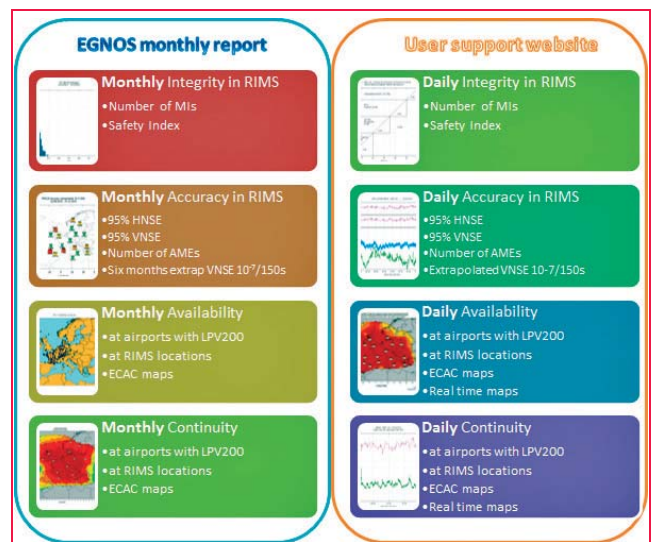 EGNOS monthly report
Monthly Integrity in RIMS
•Number of MIs
•Safety Index
Monthly Accuracy in RIMS
•95% HNSE
•95% VNSE
•Number of AMEs
•Six months extrap VNSE 10⁻⁷/150s
Monthly Availability
•at airports with LPV200
•at RIMS locations
•ECAC maps
Monthly Continuity
•at airports with LPV200
•at RIMS locations
•ECAC maps
User support website
Daily Integrity in RIMS
•Number of MIs
•Safety Index
Daily Accuracy in RIMS
•95% HNSE
•95% VNSE
•Number of AMEs
•Extrapolated VNSE 10-7/150s
Daily Availability
•at airports with LPV200
•at RIMS locations
•ECAC maps
•Real time maps
Daily Continuity
•at airports with LPV200
•at RIMS locations
•ECAC maps
•Real time maps